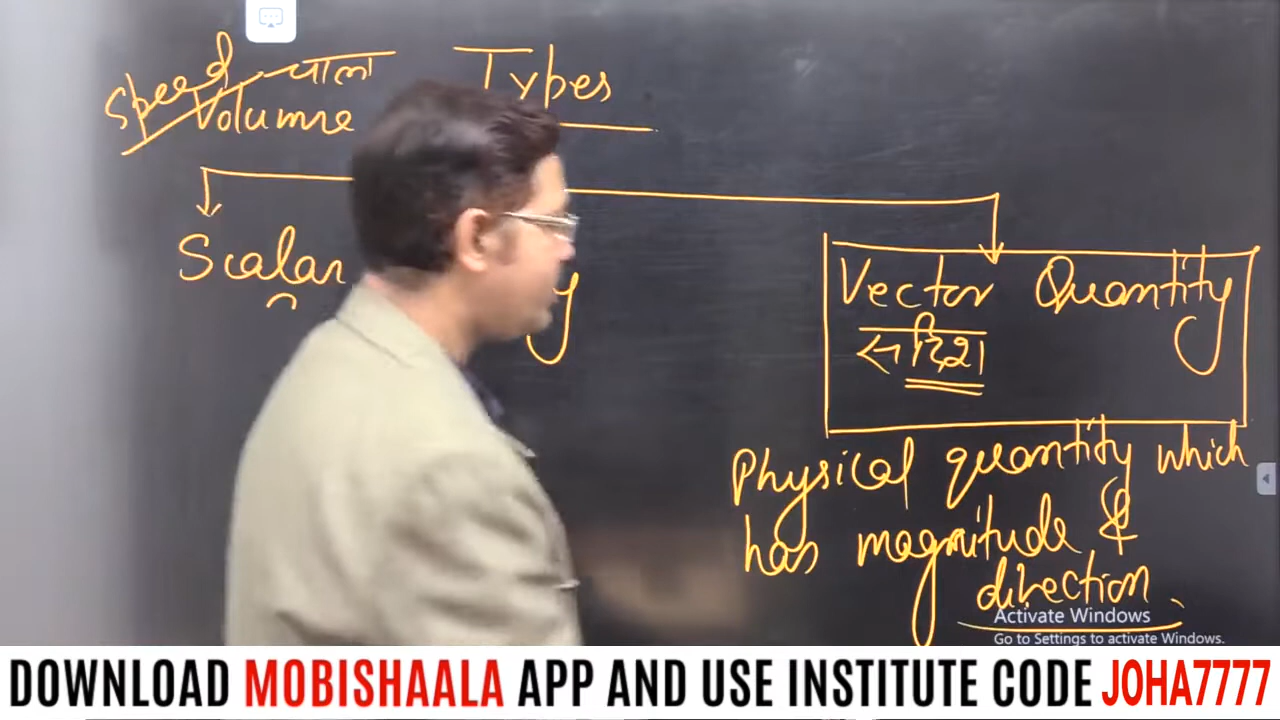 Speed चाल Types
Volumne
Scalar
Vector Quantity
सदिश
Physical quantity which
has magnitude &
direction.
Activate Windows
Go to Settings to activate Windows.
DOWNLOAD MOBISHAALA APP AND USE INSTITUTE CODE JOHA7777